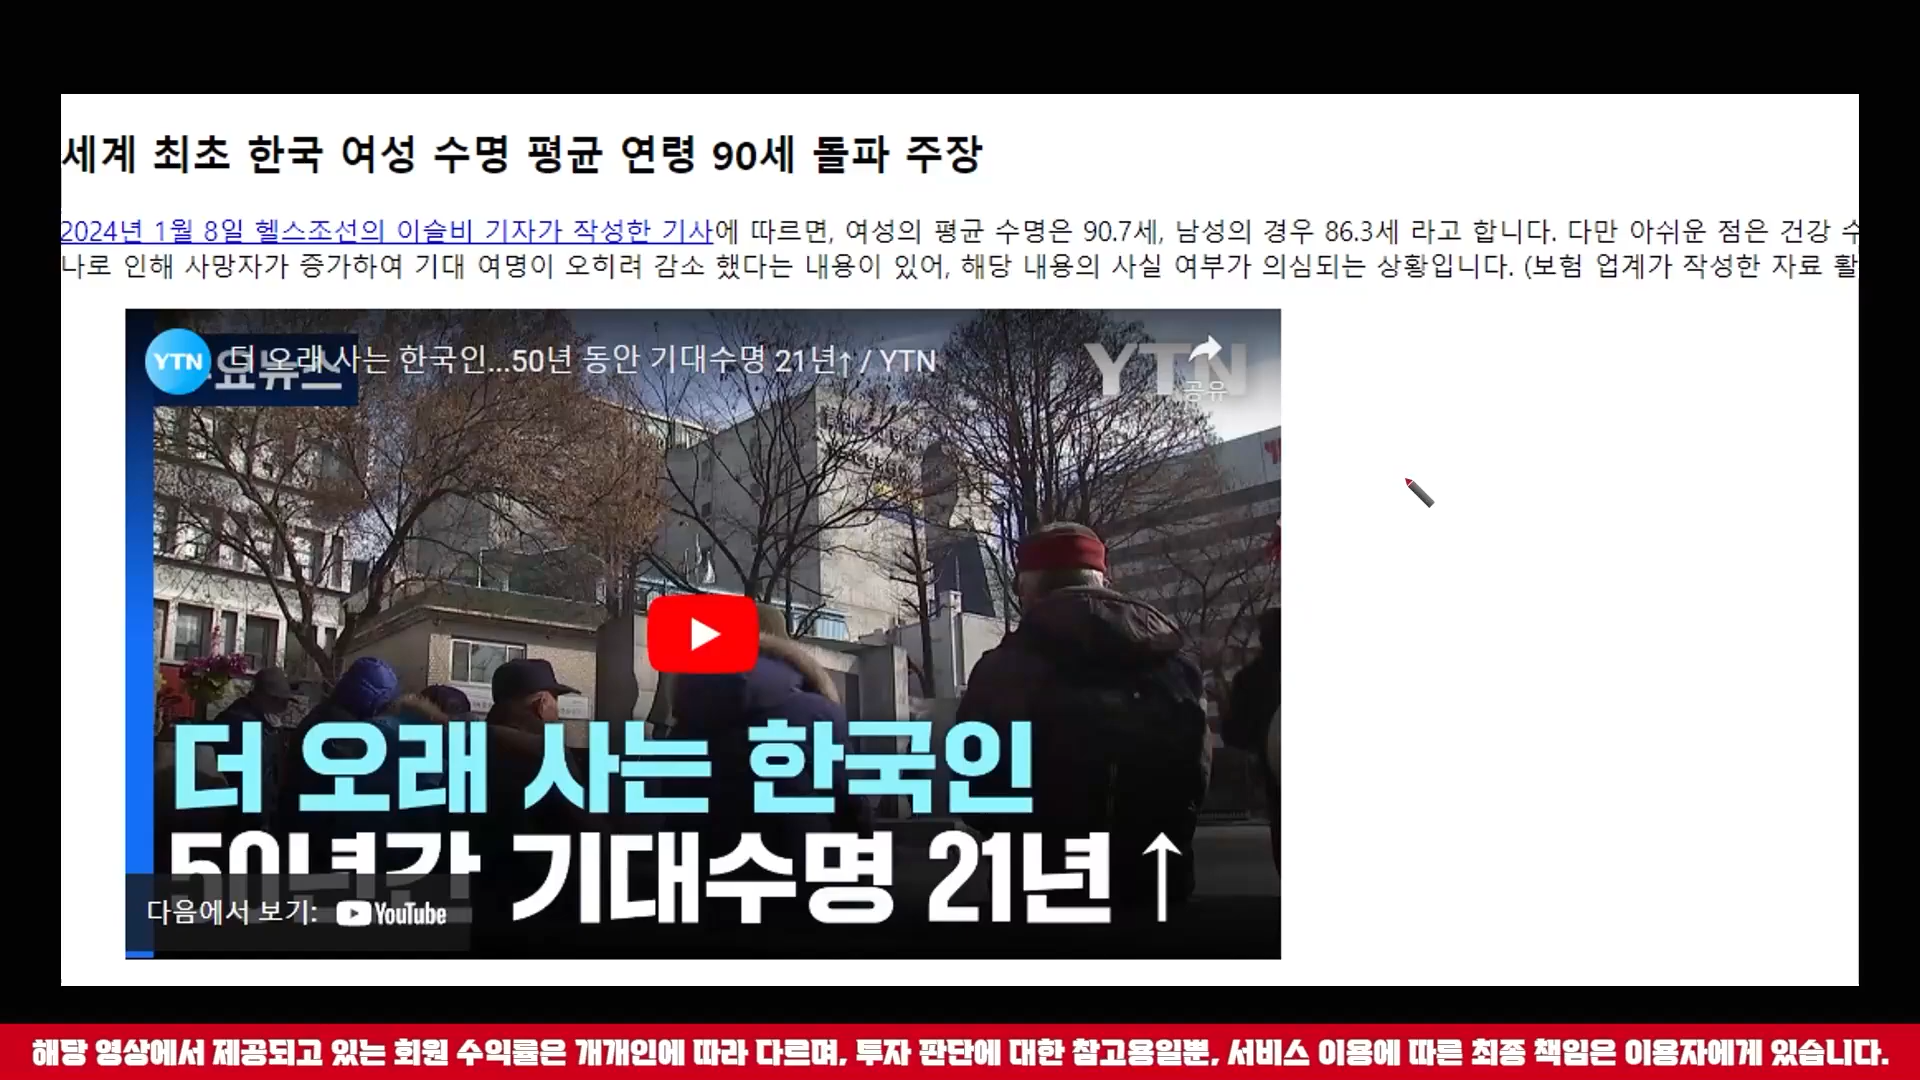 세계 최초 한국 여성 수명 평균 연령 90세 돌파 주장
2024년 1월 8일 헬스조선의 이슬비 기자가 작성한 기사에 따르면, 여성의 평균 수명은 90.7세, 남성의 경우 86.3세 라고 합니다. 다만 아쉬운 점은 건강 수
나로 인해 사망자가 증가하여 기대 여명이 오히려 감소 했다는 내용이 있어, 해당 내용의 사실 여부가 의심되는 상황입니다. (보험 업계가 작성한 자료 활
YTN 더 오래 사는 한국인...50년 동안 기대수명 21년↑ / YTN
요뉴스
YTN
공유
더 오래 사는 한국인
50년간 기대수명 21년↑
다음에서 보기: YouTube
해당 영상에서 제공되고 있는 회원 수익률은 개개인에 따라 다르며, 투자 판단에 대한 참고용일뿐, 서비스 이용에 따른 최종 책임은 이용자에게 있습니다.